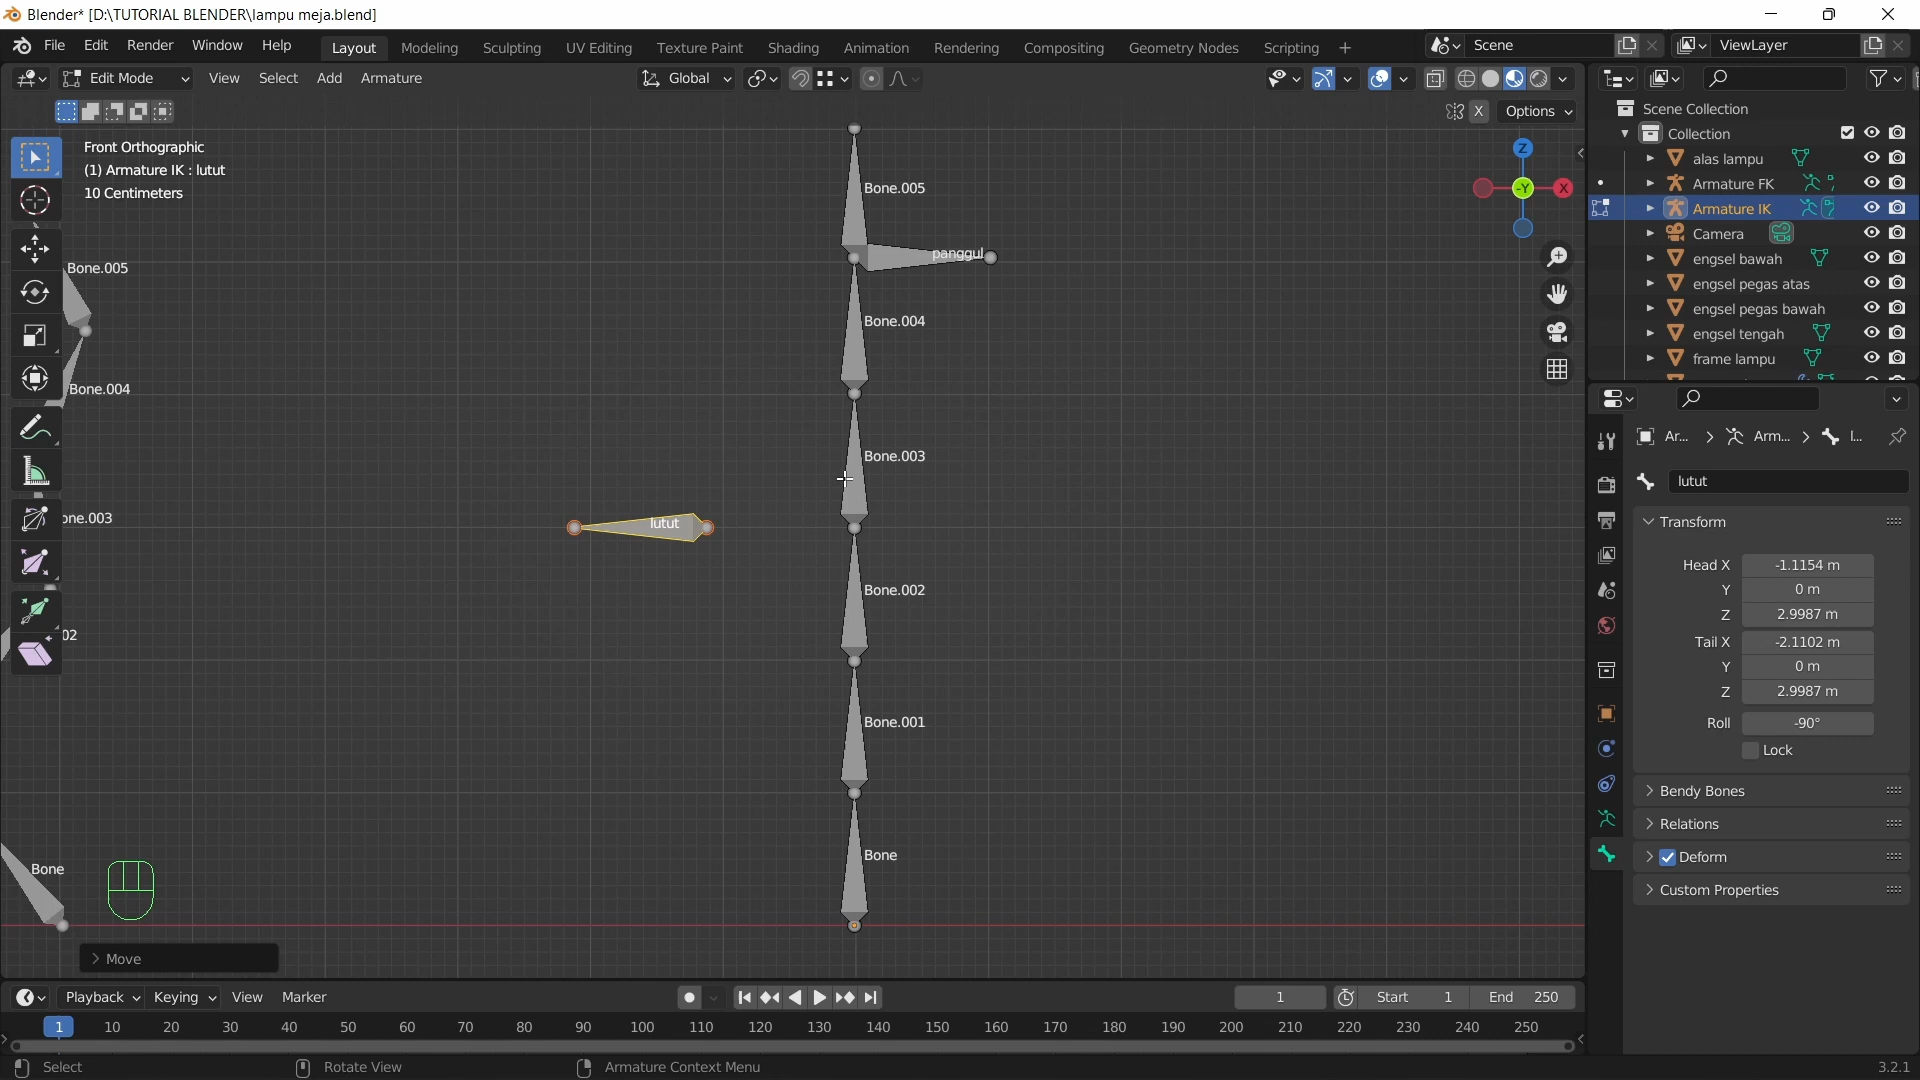 Blender* [D:\TUTORIAL BLENDER\lampu meja.blend]
File Edit Render Window Help Layout Modeling Sculpting UV Editing Texture Paint Shading Animation Rendering Compositing Geometry Nodes Scripting + Scene ViewLayer
Edit Mode View Select Add Armature Global
X Options
Front Orthographic
(1) Armature IK : lutut
10 Centimeters
Z
-Y
X
Bone.005
panggul
Bone.004
Bone.003
Bone.002
Bone.001
Bone
lutut
Bone.005
Bone.004
one.003
02
Bone
Move
Scene Collection
Collection
alas lampu
Armature FK
Armature IK
Camera
engsel bawah
engsel pegas atas
engsel pegas bawah
engsel tengah
frame lampu
Ar... Arm... l...
lutut
Transform
Head X -1.1154 m
Y 0 m
Z 2.9987 m
Tail X -2.1102 m
Y 0 m
Z 2.9987 m
Roll -90°
Lock
Bendy Bones
Relations
Deform
Custom Properties
Playback Keying View Marker 1 Start 1 End 250
1 10 20 30 40 50 60 70 80 90 100 110 120 130 140 150 160 170 180 190 200 210 220 230 240 250
Select Rotate View Armature Context Menu 3.2.1